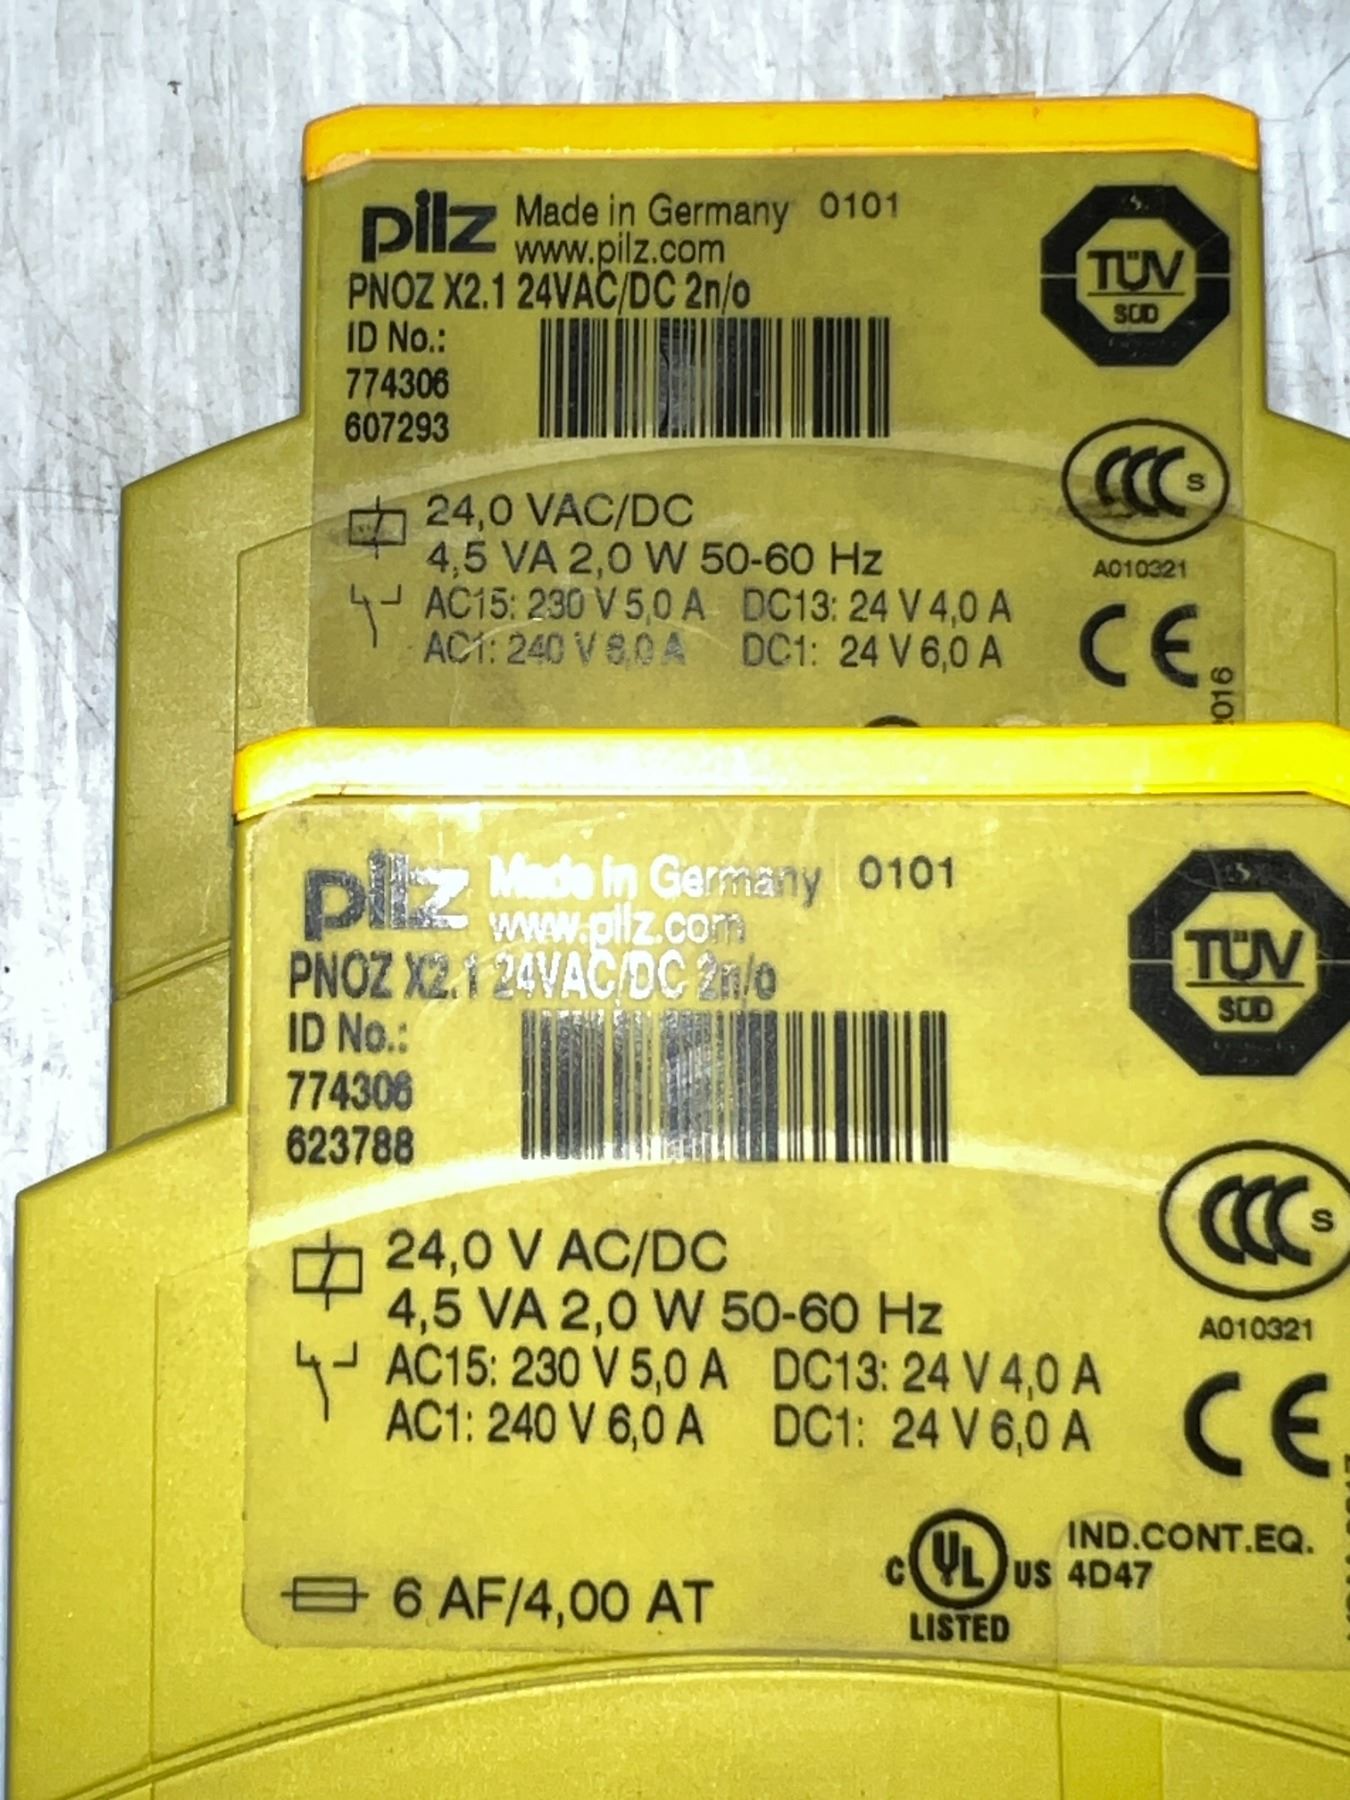 pilz Made in Germany 0101
www.pilz.com
PNOZ X2.1 24VAC/DC 2n/o
ID No.:
774306
607293
TÜV
SÜD
CCC S
A010321
24,0 VAC/DC
4,5 VA 2,0 W 50-60 Hz
AC15: 230 V 5,0 A DC13: 24 V 4,0 A
AC1: 240 V 6,0 A DC1: 24 V 6,0 A
CE
pilz Made in Germany 0101
www.pilz.com
PNOZ X2.1 24VAC/DC 2n/o
ID No.:
774306
623788
TÜV
SÜD
CCC S
A010321
24,0 V AC/DC
4,5 VA 2,0 W 50-60 Hz
AC15: 230 V 5,0 A DC13: 24 V 4,0 A
AC1: 240 V 6,0 A DC1: 24 V 6,0 A
CE
6 AF/4,00 AT
C UL US
LISTED
IND.CONT.EQ.
4D47